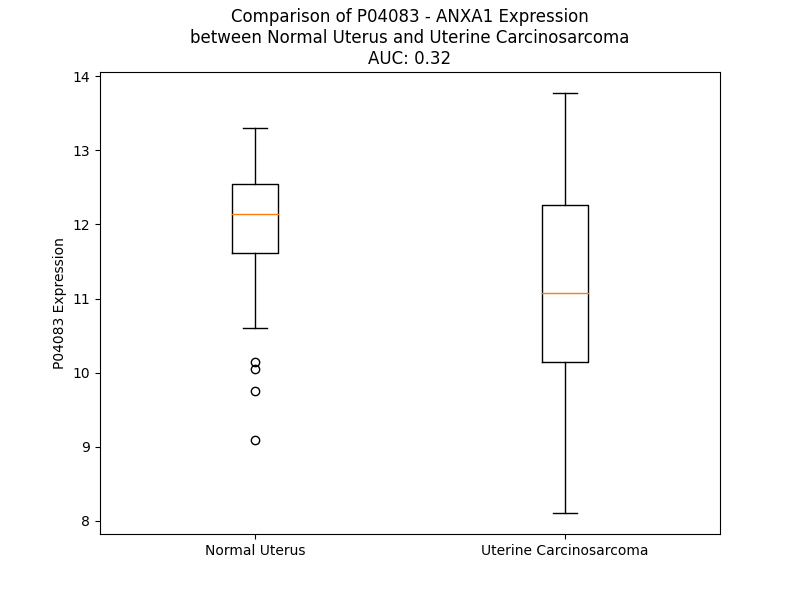 Comparison of P04083 - ANXA1 Expression
between Normal Uterus and Uterine Carcinosarcoma
AUC: 0.32
14
13
12
11
10
9
8
P04083 Expression
Normal Uterus
Uterine Carcinosarcoma